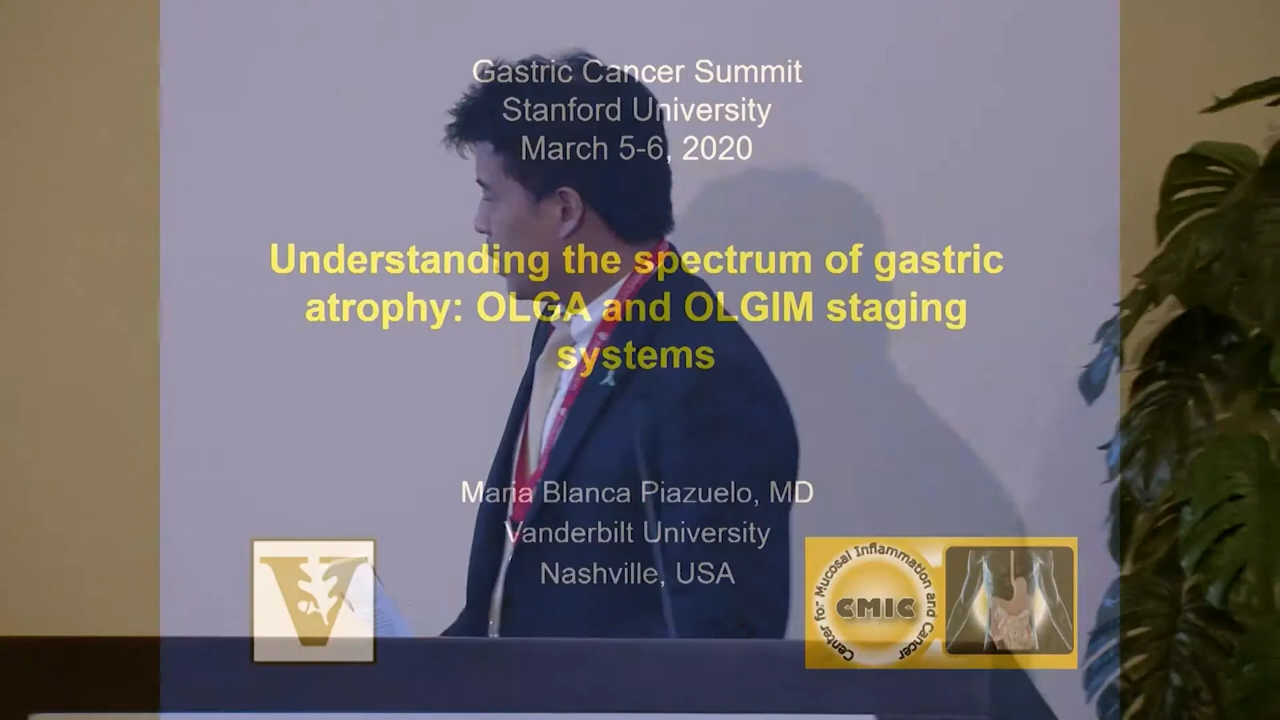 Gastric Cancer Summit
Stanford University
March 5-6, 2020
Understanding the spectrum of gastric
atrophy: OLGA and OLGIM staging
systems
Maria Blanca Piazuelo, MD
Vanderbilt University
Nashville, USA
V
Center for Mucosal Inflammation and Cancer
CMIC